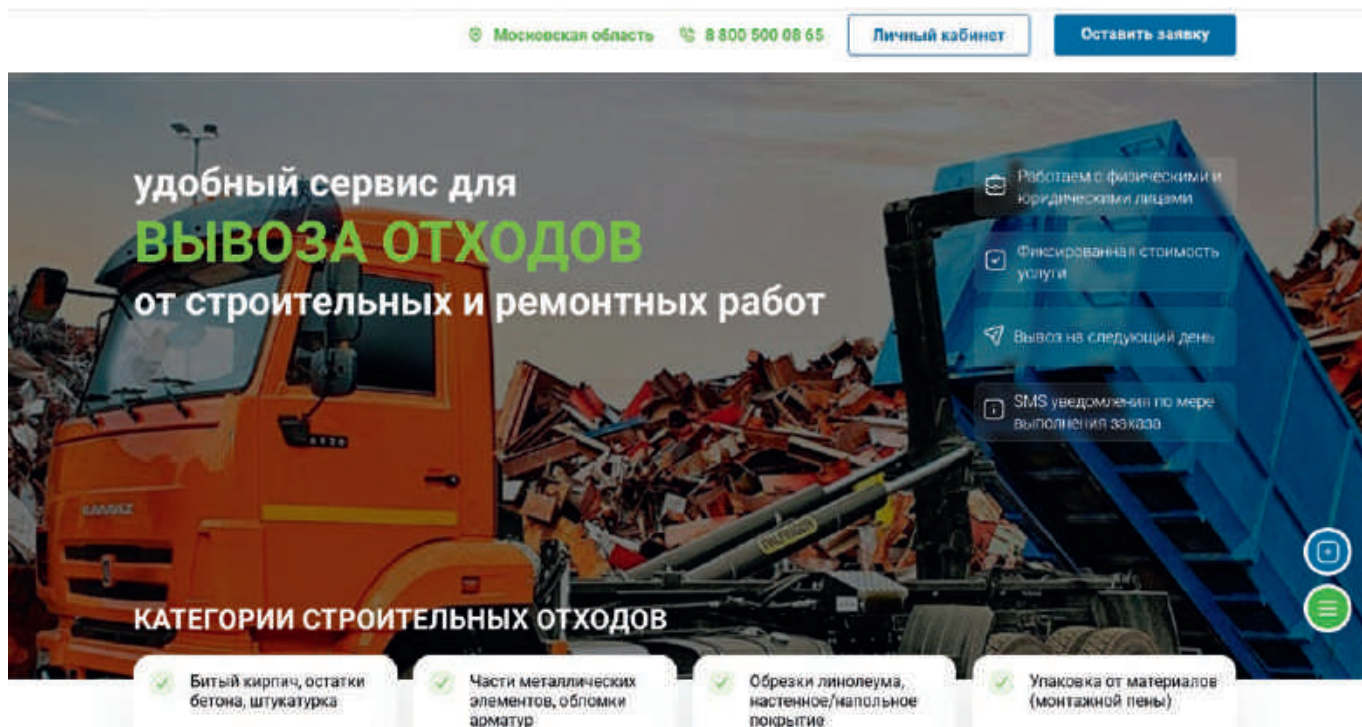 Московская область
8 800 500 08 65
Личный кабинет
Оставить заявку
удобный сервис для
ВЫВОЗА ОТХОДОВ
от строительных и ремонтных работ
Работаем с физическими и
юридическими лицами
Фиксированная стоимость
услуги
Вывоз на следующий день
SMS уведомления по мере
выполнения заказа
6520
KAMAZ
PALFINGER
КАТЕГОРИИ СТРОИТЕЛЬНЫХ ОТХОДОВ
Битый кирпич, остатки
бетона, штукатурка
Части металлических
элементов, обломки
арматур
Обрезки линолеума,
настенное/напольное
покрытие
Упаковка от материалов
(монтажной пены)